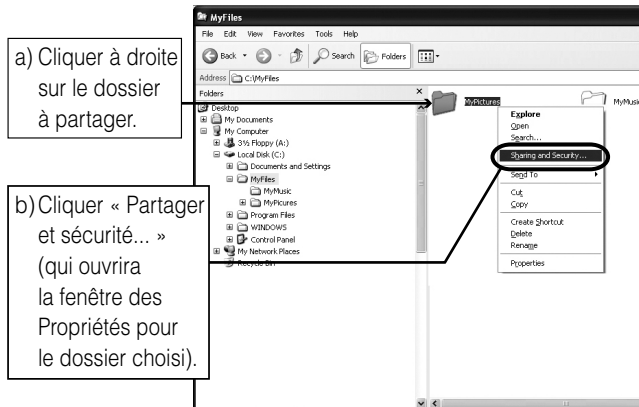 MyFiles
File Edit View Favorites Tools Help
Back Search Folders
Address C:\MyFiles
Folders ×
Desktop
My Documents
My Computer
3½ Floppy (A:)
Local Disk (C:)
Documents and Settings
MyFiles
MyMusic
MyPicures
Program Files
WINDOWS
Control Panel
My Network Places
Recycle Bin
MyPictures
MyMusic
Explore
Open
Search...
Sharing and Security...
Send To
Cut
Copy
Create Shortcut
Delete
Rename
Properties
a) Cliquer à droite
sur le dossier
à partager.
b) Cliquer « Partager
et sécurité... »
(qui ouvrira
la fenêtre des
Propriétés pour
le dossier choisi).